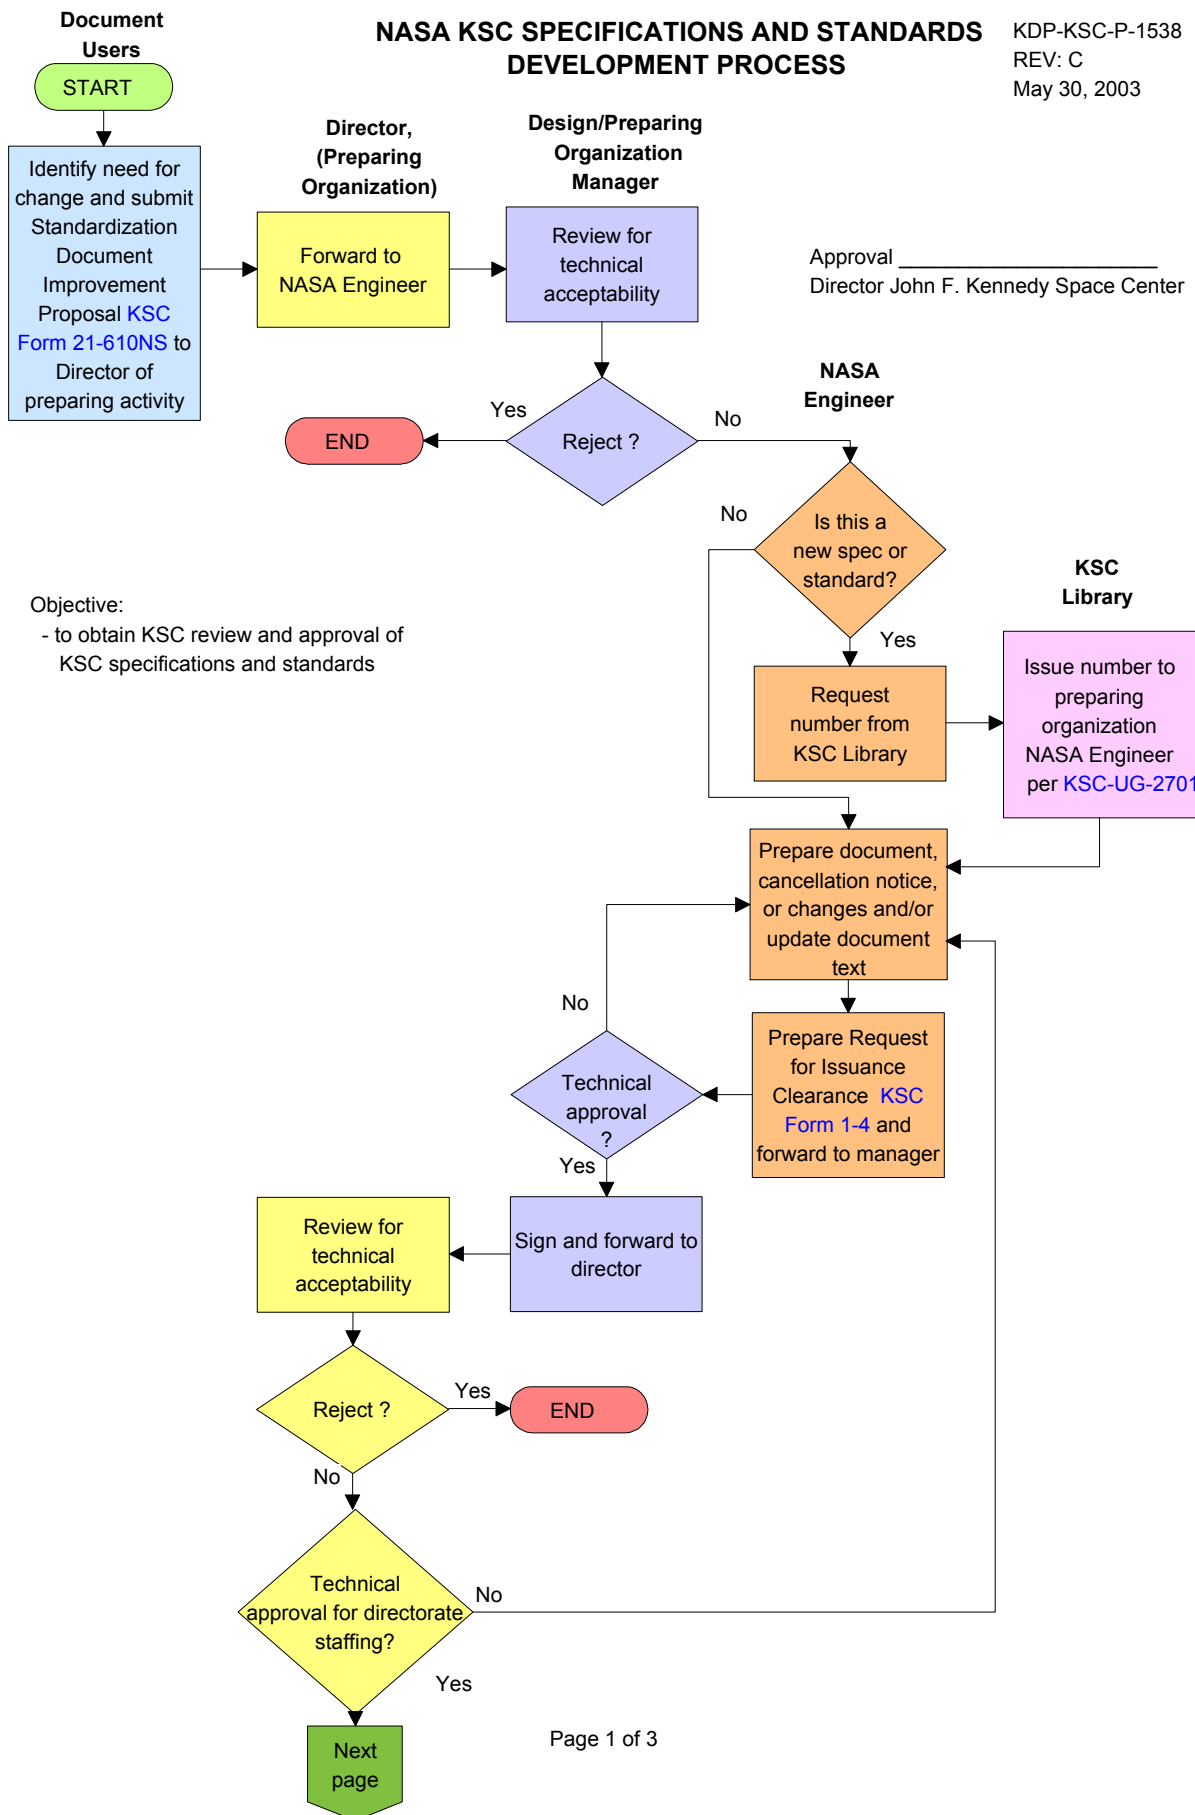 Document
Users
NASA KSC SPECIFICATIONS AND STANDARDS
DEVELOPMENT PROCESS
KDP-KSC-P-1538
REV: C
May 30, 2003
START
Director,
(Preparing
Organization)
Design/Preparing
Organization
Manager
Identify need for
change and submit
Standardization
Document
Improvement
Proposal KSC
Form 21-610NS to
Director of
preparing activity
Forward to
NASA Engineer
Review for
technical
acceptability
Approval ______________________
Director John F. Kennedy Space Center
NASA
Engineer
END
Yes
Reject ?
No
No
Is this a
new spec or
standard?
Yes
KSC
Library
Objective:
- to obtain KSC review and approval of
KSC specifications and standards
Request
number from
KSC Library
Issue number to
preparing
organization
NASA Engineer
per KSC-UG-2701
Prepare document,
cancellation notice,
or changes and/or
update document
text
No
Technical
approval
?
Yes
Prepare Request
for Issuance
Clearance KSC
Form 1-4 and
forward to manager
Review for
technical
acceptability
Sign and forward to
director
Reject ?
Yes
END
No
Technical
approval for directorate
staffing?
No
Yes
Next
page
Page 1 of 3